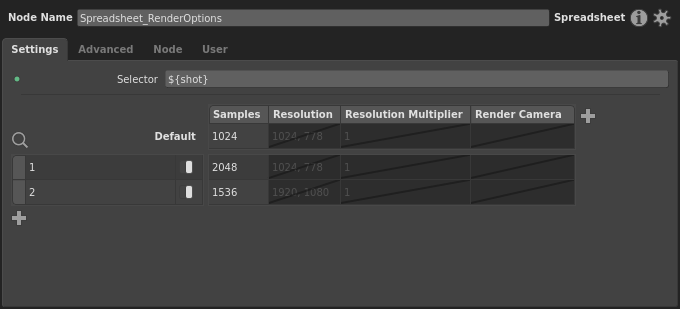 Node Name Spreadsheet_RenderOptions Spreadsheet
Settings Advanced Node User
Selector ${shot}
Samples Resolution Resolution Multiplier Render Camera
Default 1024 1024, 778 1
1 2048 1024, 778 1
2 1536 1920, 1080 1